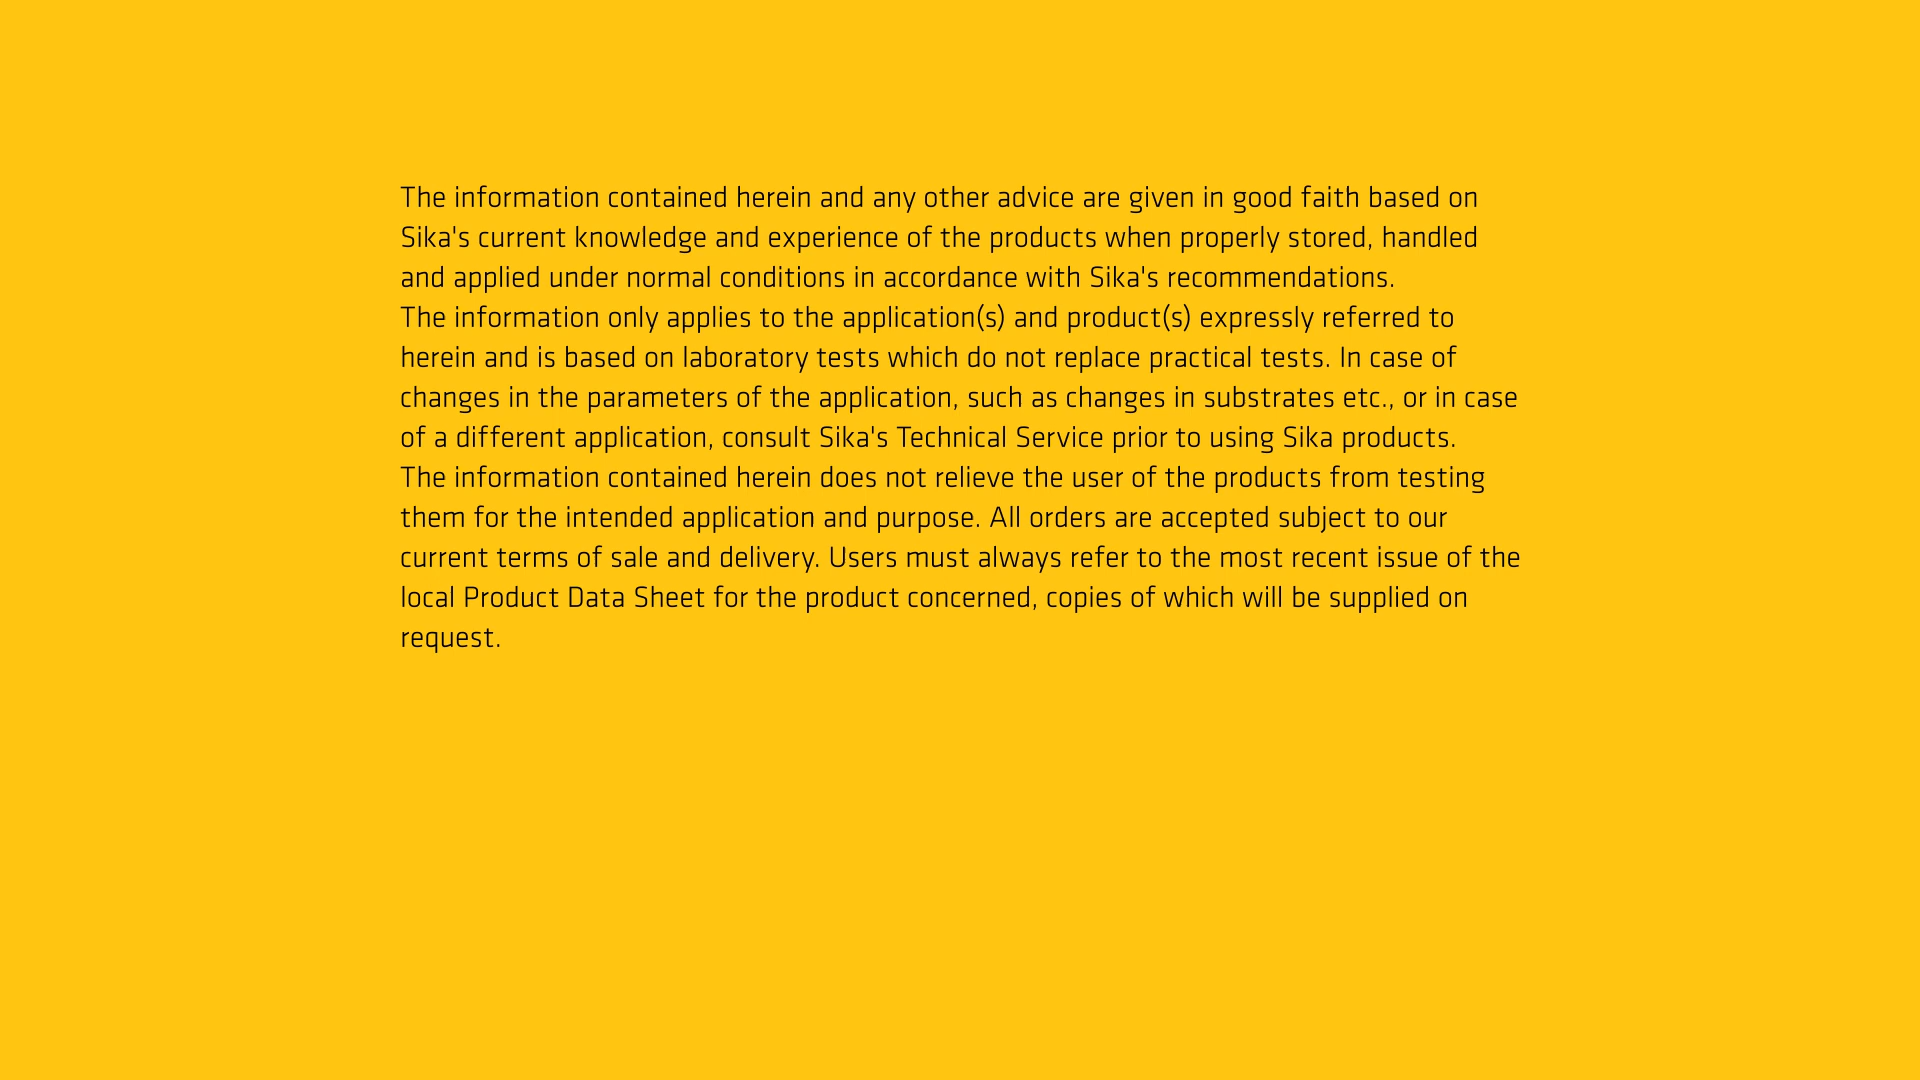 The information contained herein and any other advice are given in good faith based on
Sika's current knowledge and experience of the products when properly stored, handled
and applied under normal conditions in accordance with Sika's recommendations.
The information only applies to the application(s) and product(s) expressly referred to
herein and is based on laboratory tests which do not replace practical tests. In case of
changes in the parameters of the application, such as changes in substrates etc., or in case
of a different application, consult Sika's Technical Service prior to using Sika products.
The information contained herein does not relieve the user of the products from testing
them for the intended application and purpose. All orders are accepted subject to our
current terms of sale and delivery. Users must always refer to the most recent issue of the
local Product Data Sheet for the product concerned, copies of which will be supplied on
request.